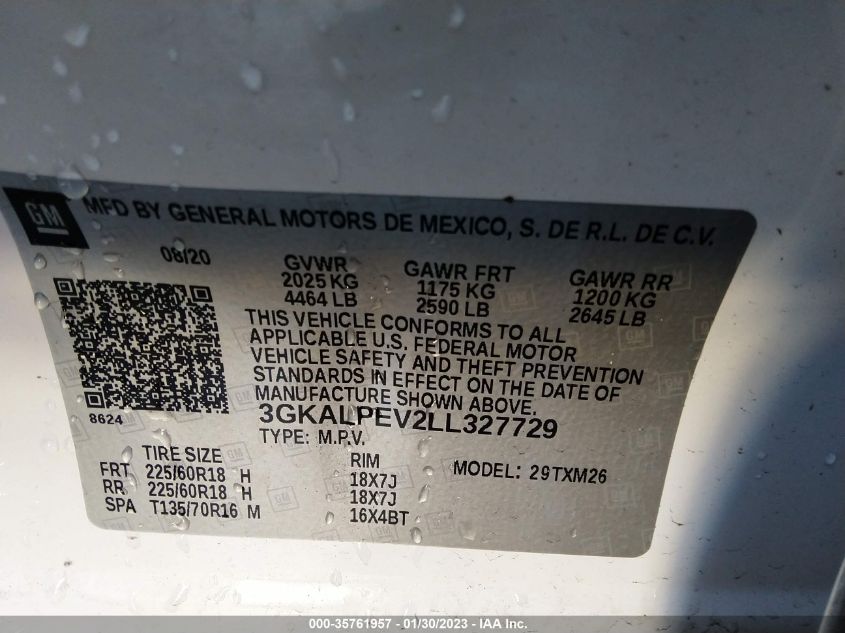 GM
MFD BY GENERAL MOTORS DE MEXICO, S. DE R.L. DE C.V.
08/20
GVWR
2025 KG
4464 LB
GAWR FRT
1175 KG
2590 LB
GAWR RR
1200 KG
2645 LB
THIS VEHICLE CONFORMS TO ALL
APPLICABLE U.S. FEDERAL MOTOR
VEHICLE SAFETY AND THEFT PREVENTION
STANDARDS IN EFFECT ON THE DATE OF
MANUFACTURE SHOWN ABOVE.
8624
3GKALPEV2LL327729
TYPE: M.P.V.
TIRE SIZE
RIM
MODEL: 29TXM26
FRT 225/60R18 H 18X7J
RR 225/60R18 H 18X7J
SPA T135/70R16 M 16X4BT
000-35761957 - 01/30/2023 - IAA Inc.